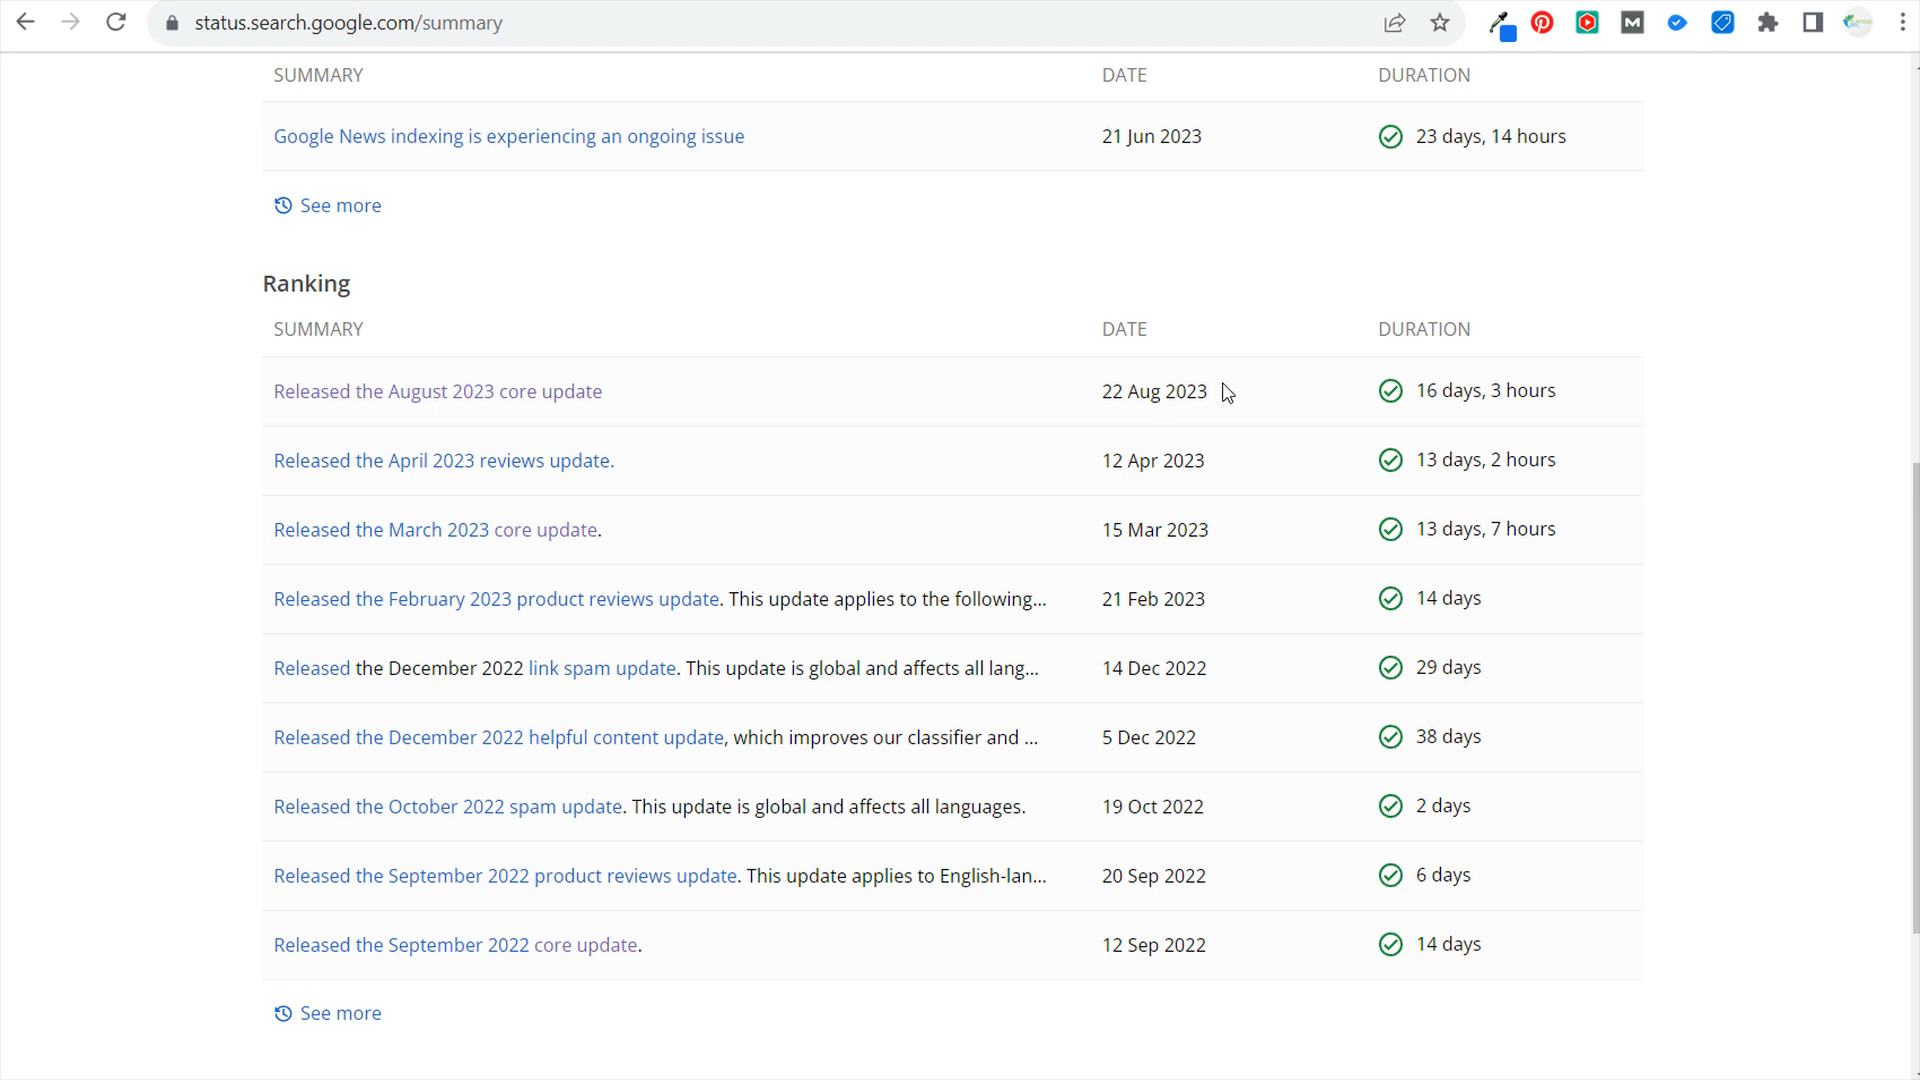 status.search.google.com/summary
SUMMARY DATE DURATION
Google News indexing is experiencing an ongoing issue 21 Jun 2023 23 days, 14 hours
See more
Ranking
SUMMARY DATE DURATION
Released the August 2023 core update 22 Aug 2023 16 days, 3 hours
Released the April 2023 reviews update. 12 Apr 2023 13 days, 2 hours
Released the March 2023 core update. 15 Mar 2023 13 days, 7 hours
Released the February 2023 product reviews update. This update applies to the following... 21 Feb 2023 14 days
Released the December 2022 link spam update. This update is global and affects all lang... 14 Dec 2022 29 days
Released the December 2022 helpful content update, which improves our classifier and ... 5 Dec 2022 38 days
Released the October 2022 spam update. This update is global and affects all languages. 19 Oct 2022 2 days
Released the September 2022 product reviews update. This update applies to English-lan... 20 Sep 2022 6 days
Released the September 2022 core update. 12 Sep 2022 14 days
See more